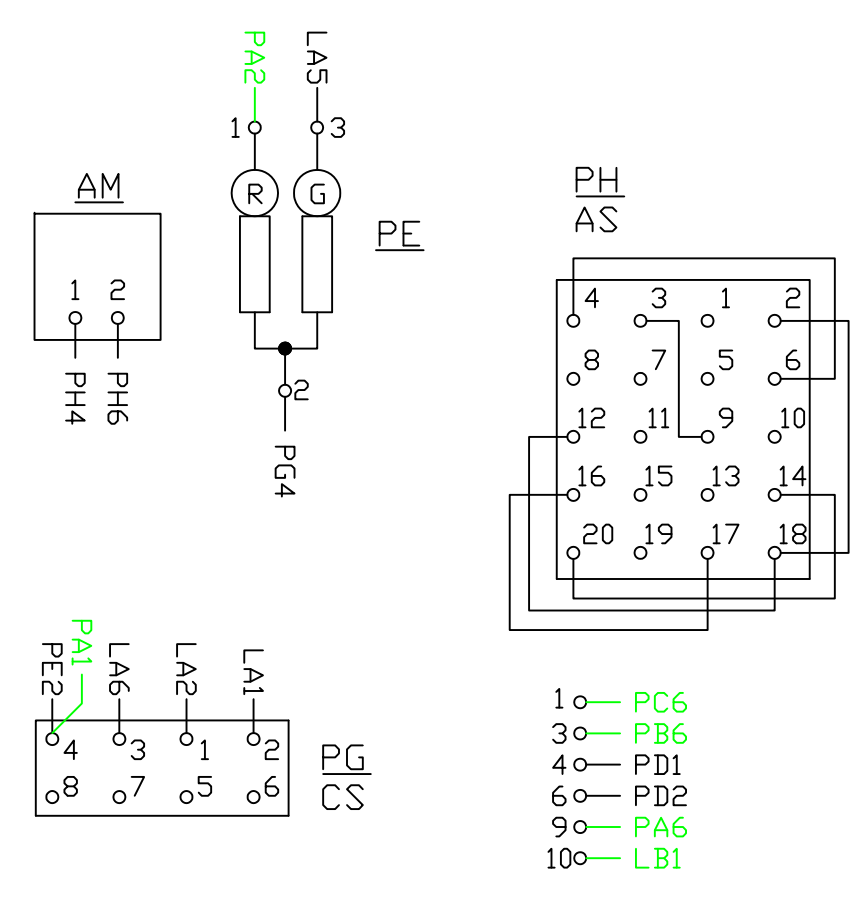 PA2 LA5
1 3
R G
AM
PE
1 2
PH4 PH6
2
PG4
PH
AS
4 3 1 2
8 7 5 6
12 11 9 10
16 15 13 14
20 19 17 18
PE2 PA1 LA6 LA2 LA1
4 3 1 2
8 7 5 6
PG
CS
1 PC6
3 PB6
4 PD1
6 PD2
9 PA6
10 LB1